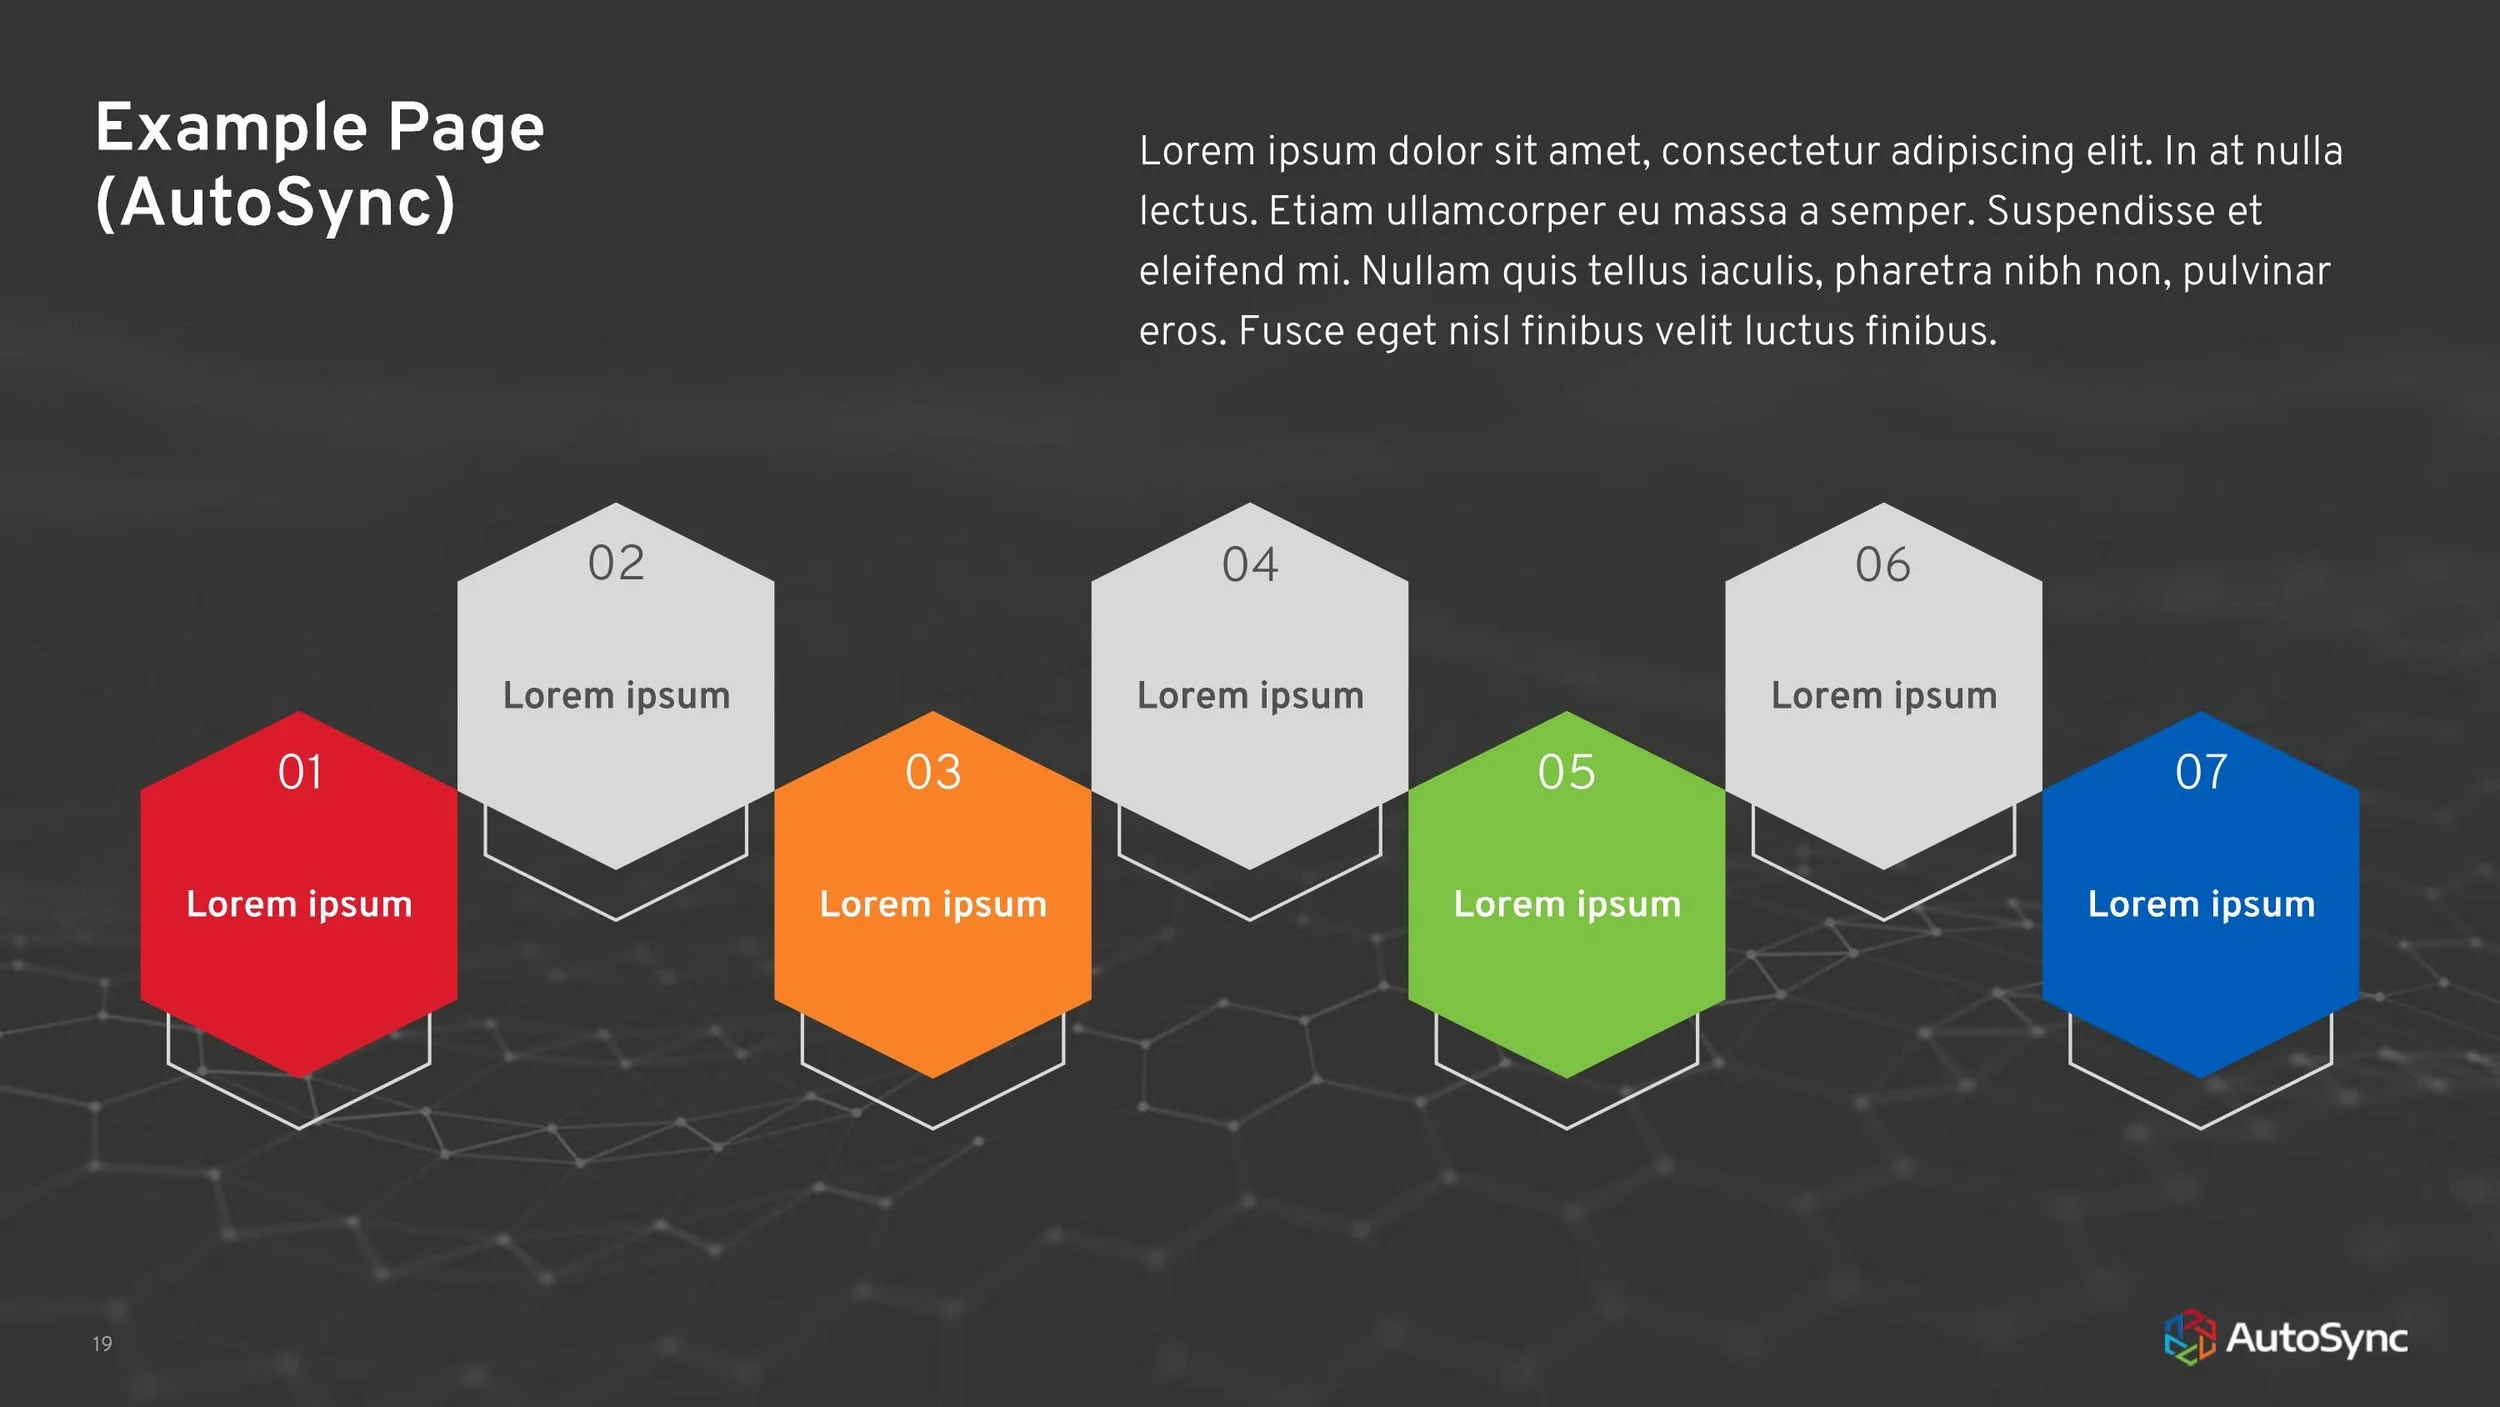 Example Page
(AutoSync)
Lorem ipsum dolor sit amet, consectetur adipiscing elit. In at nulla
lectus. Etiam ullamcorper eu massa a semper. Suspendisse et
eleifend mi. Nullam quis tellus iaculis, pharetra nibh non, pulvinar
eros. Fusce eget nisl finibus velit luctus finibus.
01
Lorem ipsum
02
Lorem ipsum
03
Lorem ipsum
04
Lorem ipsum
05
Lorem ipsum
06
Lorem ipsum
07
Lorem ipsum
19
AutoSync